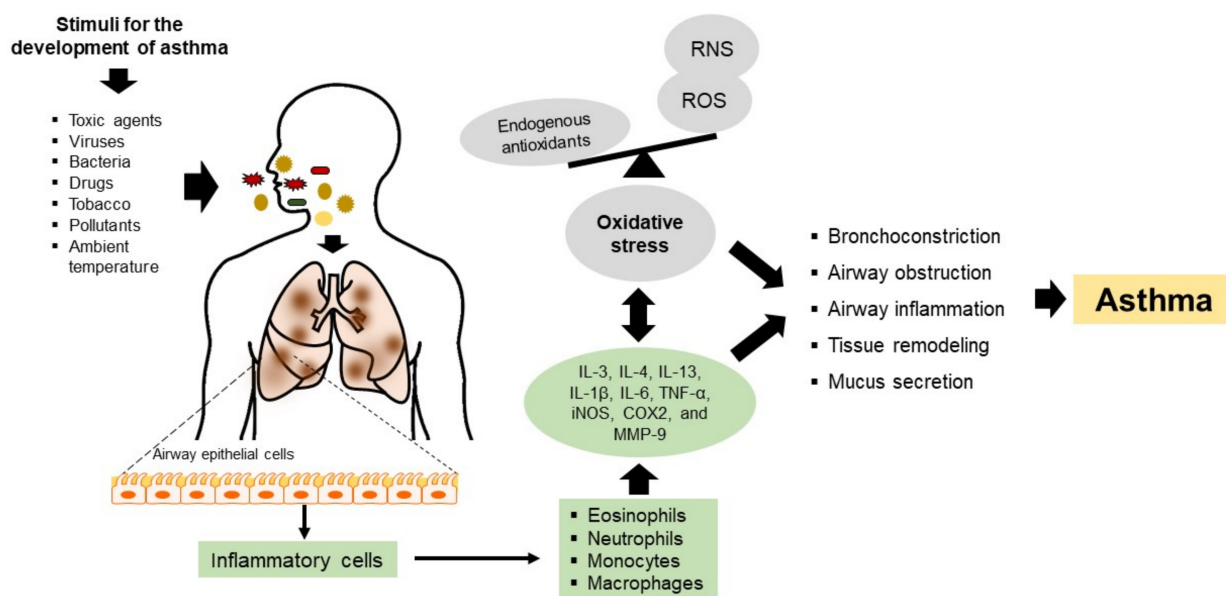 Stimuli for the
development of asthma
▪ Toxic agents
▪ Viruses
▪ Bacteria
▪ Drugs
▪ Tobacco
▪ Pollutants
▪ Ambient
temperature
Airway epithelial cells
Inflammatory cells
RNS
ROS
Endogenous
antioxidants
Oxidative
stress
IL-3, IL-4, IL-13,
IL-1β, IL-6, TNF-α,
iNOS, COX2, and
MMP-9
▪ Eosinophils
▪ Neutrophils
▪ Monocytes
▪ Macrophages
▪ Bronchoconstriction
▪ Airway obstruction
▪ Airway inflammation
▪ Tissue remodeling
▪ Mucus secretion
Asthma